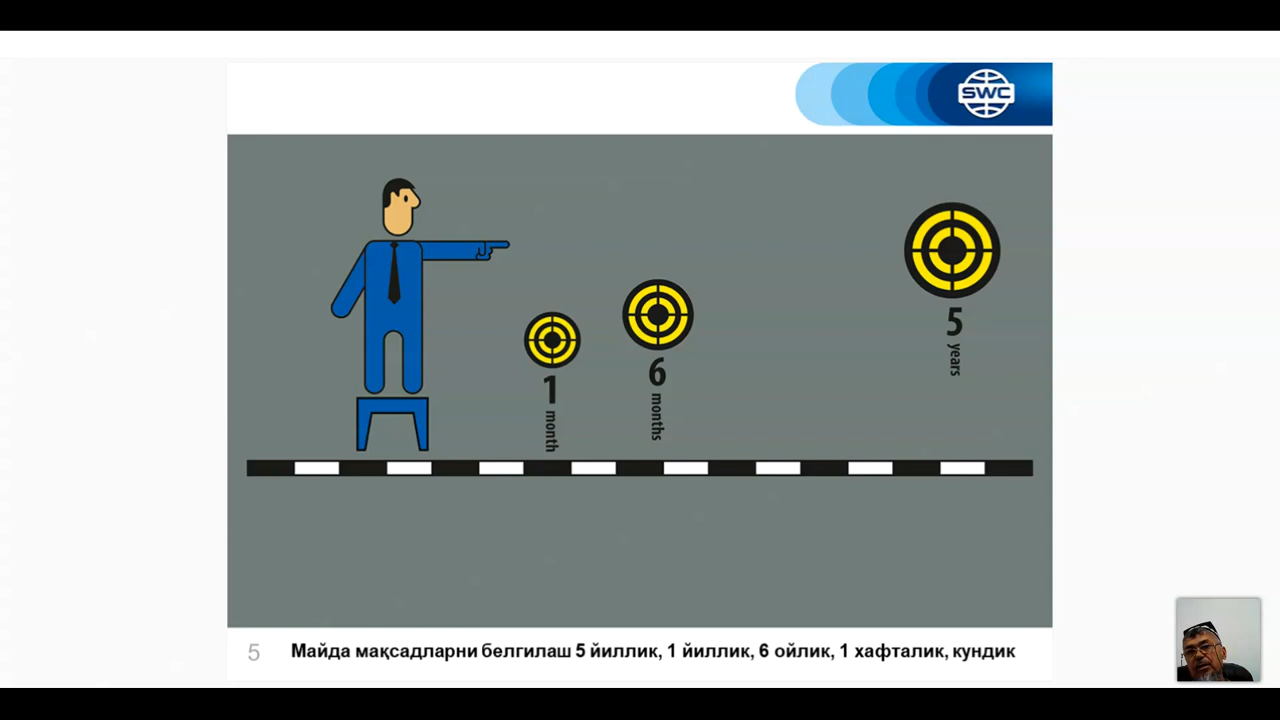 SWC
1
month
6
months
5
years
5
Майда мақсадларни белгилаш 5 йиллик, 1 йиллик, 6 ойлик, 1 хафталик, кундик